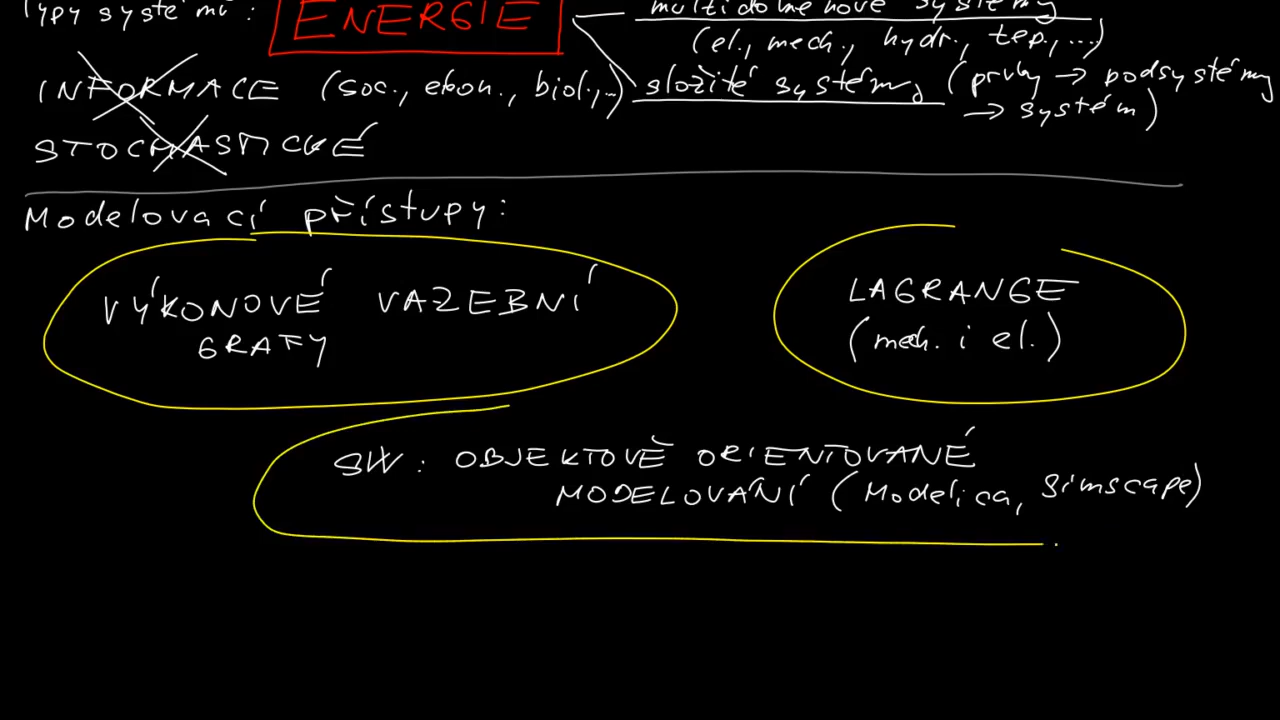 Typy systémů: ENERGIE multidoménové systémy
(el., mech., hydr., tep.,...)
INFORMACE (soc., ekon., biol.,..) složité systémy (prvky → podsystémy
→ systém)
STOCHASTICKÉ
Modelovací přístupy:
VÝKONOVÉ VAZEBNÍ
GRAFY
LAGRANGE
(mech. i el.)
SW: OBJEKTOVĚ ORIENTOVANÉ
MODELOVÁNÍ (Modelica, Simscape)